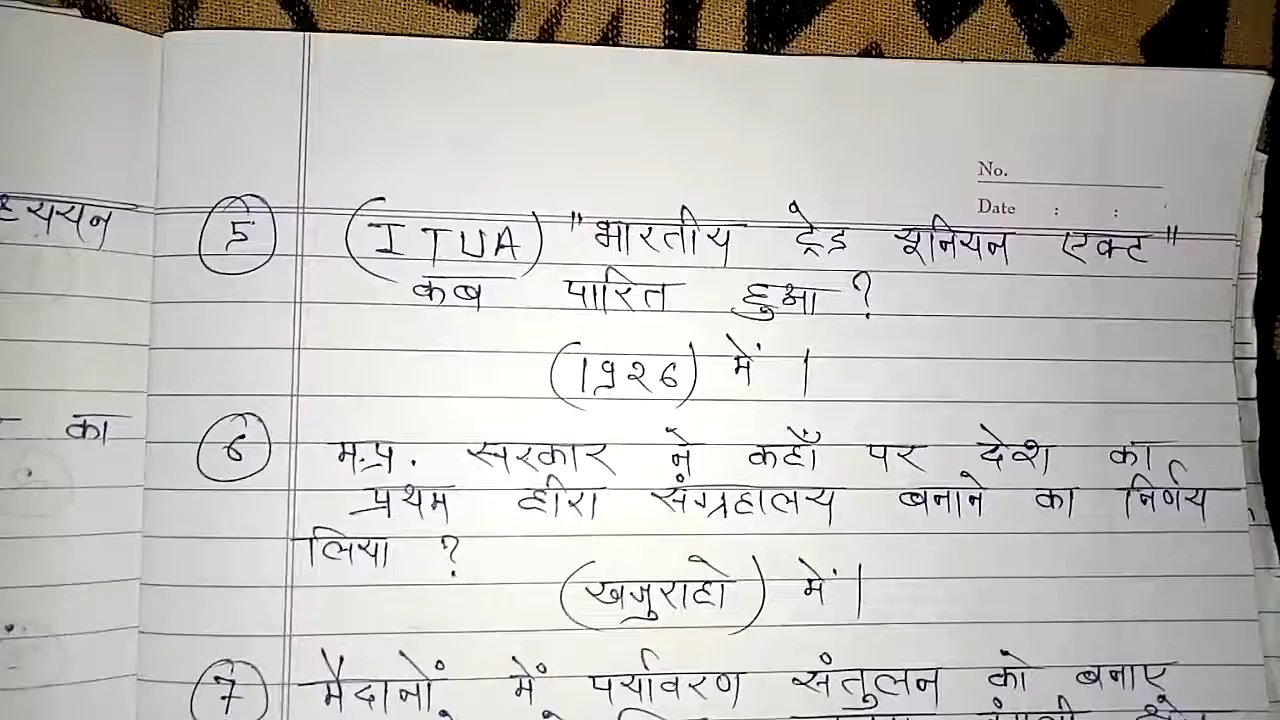 No.
Date : :
ध्ययन
का
5 (ITUA) "भारतीय ट्रेड यूनियन एक्ट"
कब पारित हुआ ?
(1926) में |
6 म.प्र. सरकार ने कहाँ पर देश का
प्रथम हीरा संग्रहालय बनाने का निर्णय
लिया ?
(खजुराहो) में |
7 मैदानों में पर्यावरण संतुलन को बनाए